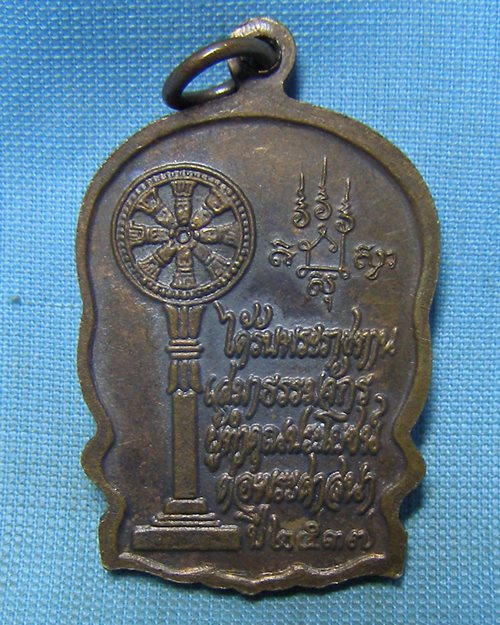 สุ
ได้รับพระราชทาน
เสมาธรรมจักร
ผู้ทำคุณประโยชน์
ต่อพระศาสนา
ปี ๒๕๓๗